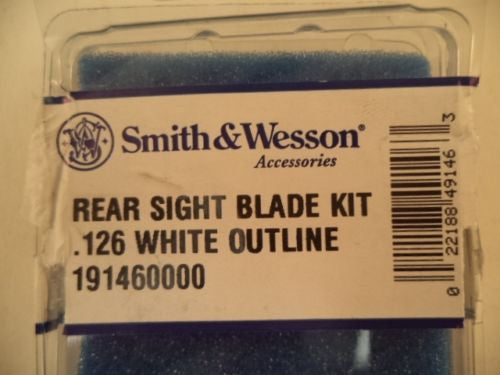 Smith & Wesson®
Accessories
REAR SIGHT BLADE KIT
.126 WHITE OUTLINE
191460000
0 22188 49146 3